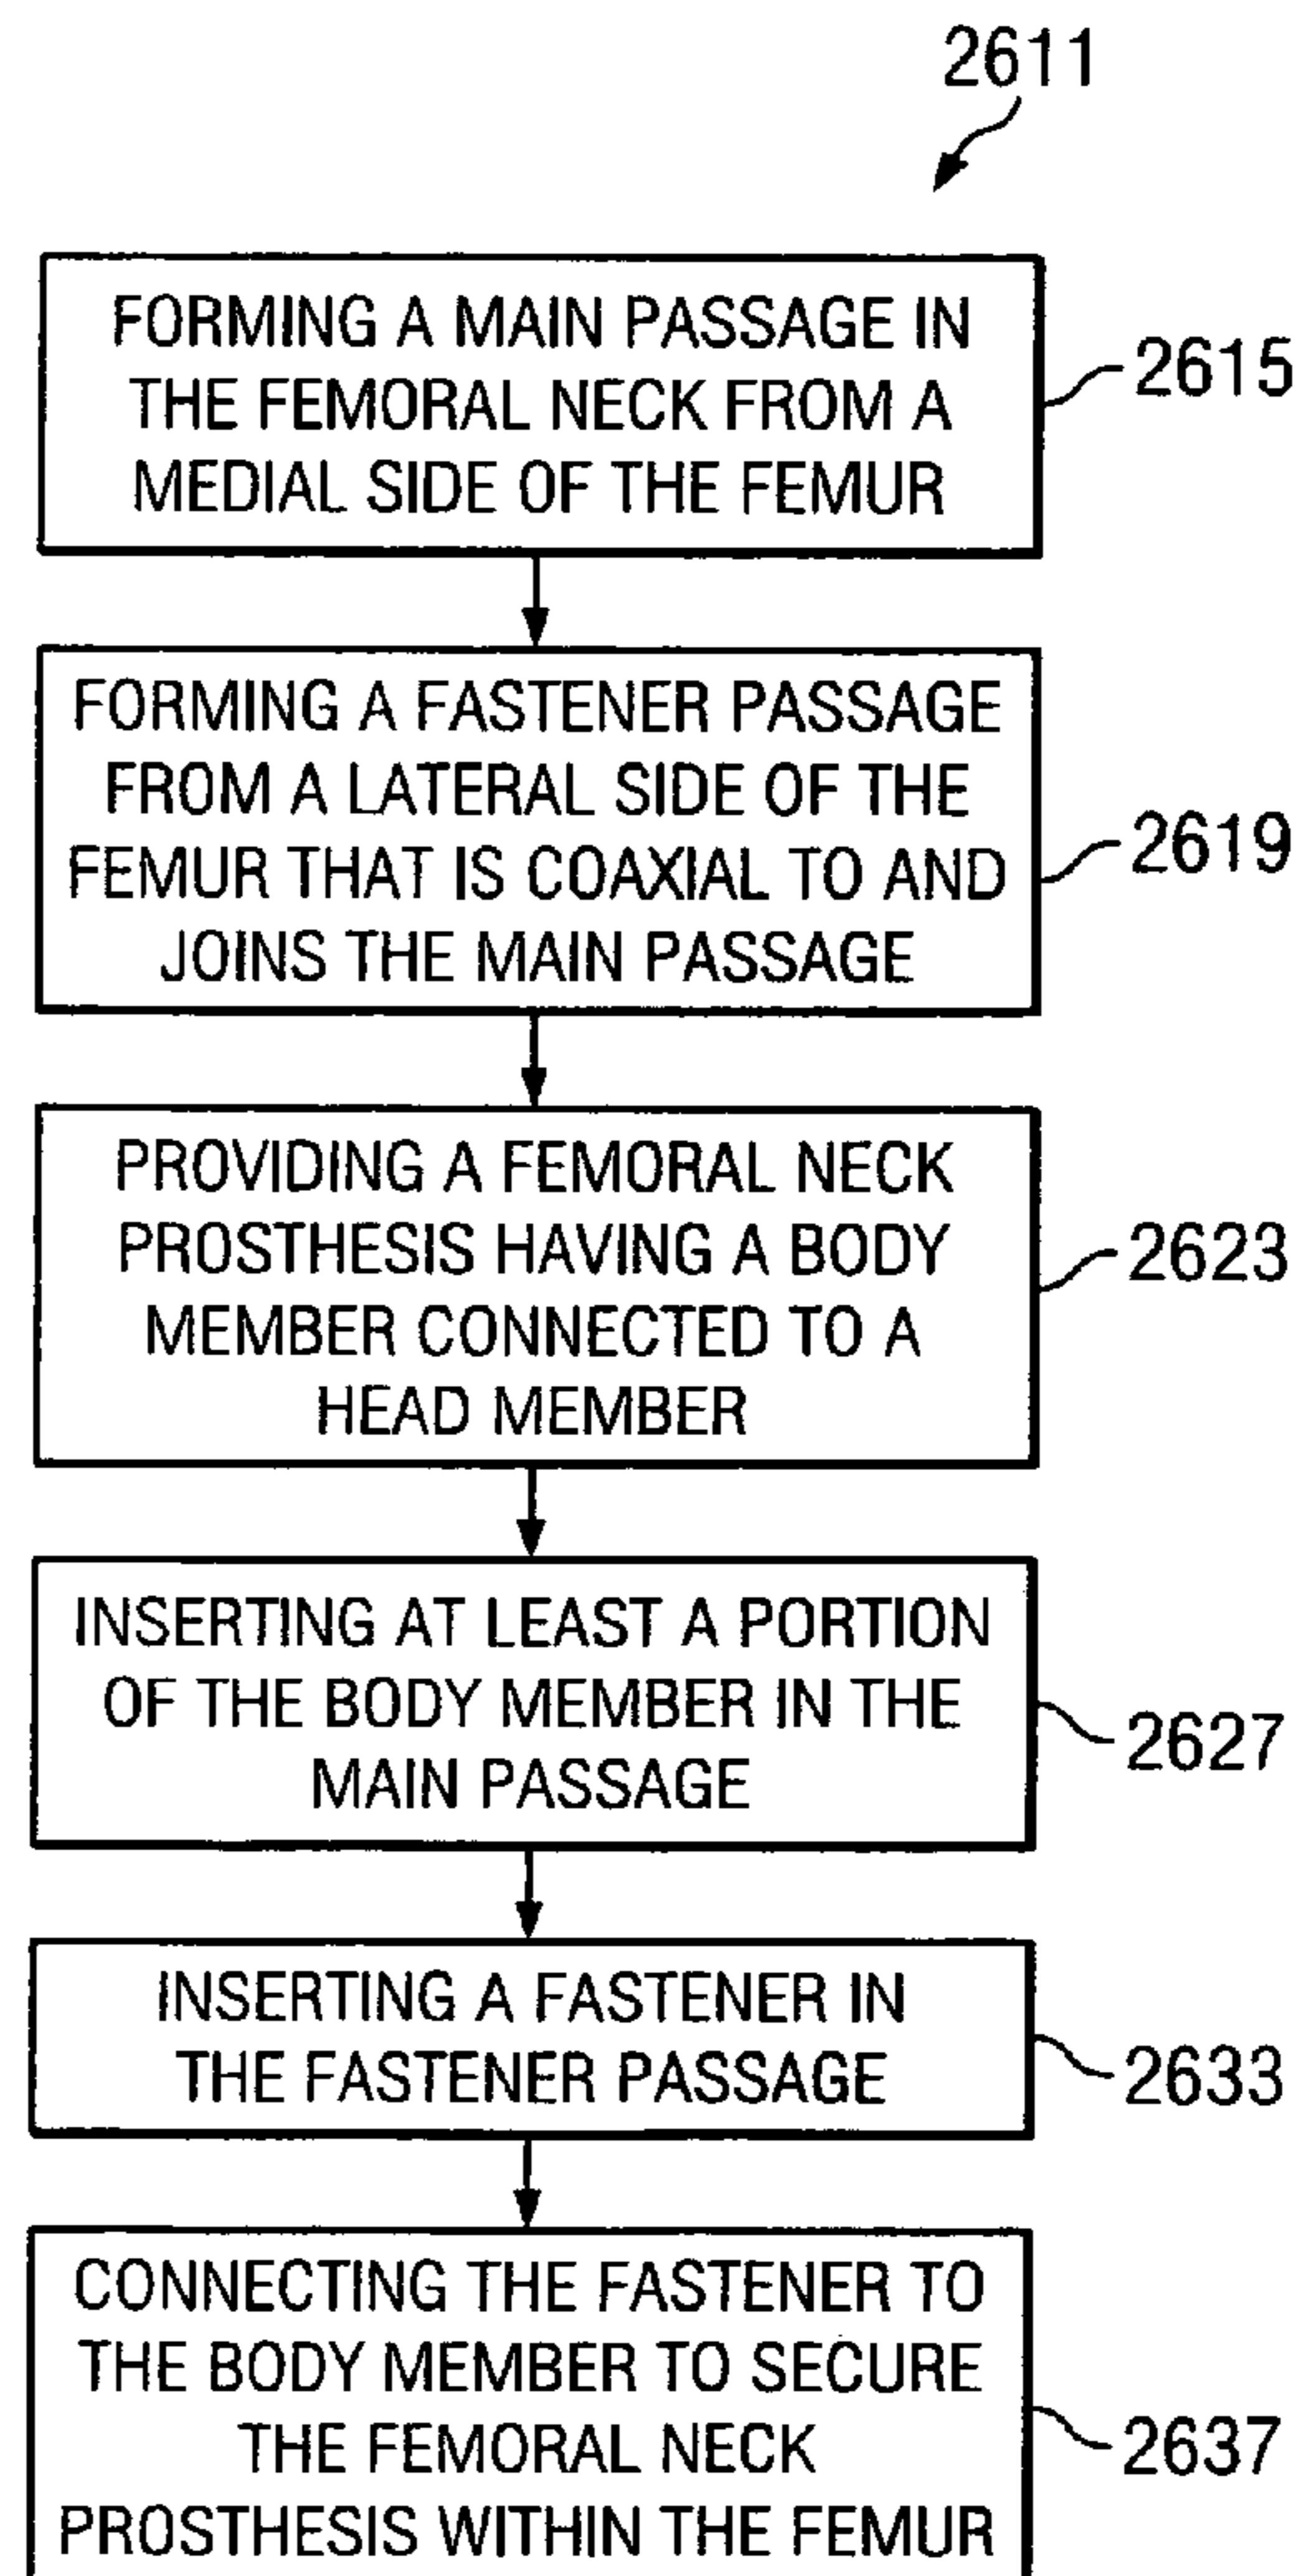 2611
FORMING A MAIN PASSAGE IN
THE FEMORAL NECK FROM A
MEDIAL SIDE OF THE FEMUR
2615
FORMING A FASTENER PASSAGE
FROM A LATERAL SIDE OF THE
FEMUR THAT IS COAXIAL TO AND
JOINS THE MAIN PASSAGE
2619
PROVIDING A FEMORAL NECK
PROSTHESIS HAVING A BODY
MEMBER CONNECTED TO A
HEAD MEMBER
2623
INSERTING AT LEAST A PORTION
OF THE BODY MEMBER IN THE
MAIN PASSAGE
2627
INSERTING A FASTENER IN
THE FASTENER PASSAGE
2633
CONNECTING THE FASTENER TO
THE BODY MEMBER TO SECURE
THE FEMORAL NECK
PROSTHESIS WITHIN THE FEMUR
2637